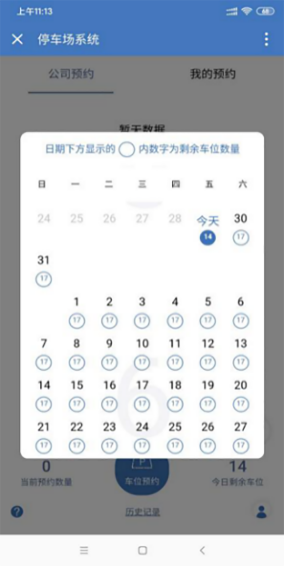 上午11:13
停车场系统
公司预约 我的预约
暂无数据
日期下方显示的 内数字为剩余车位数量
日 一 二 三 四 五 六
24 25 26 27 28 今天 30
14 17
31
17
1 2 3 4 5 6
17 17 17 17 17 17
7 8 9 10 11 12 13
17 17 17 17 17 17 17
14 15 16 17 18 19 20
17 17 17 17 17 17 17
21 22 23 24 25 26 27
17 17 17 17 17 17 17
6
0 P 14
当前预约数量 车位预约 今日剩余车位
? 历史记录